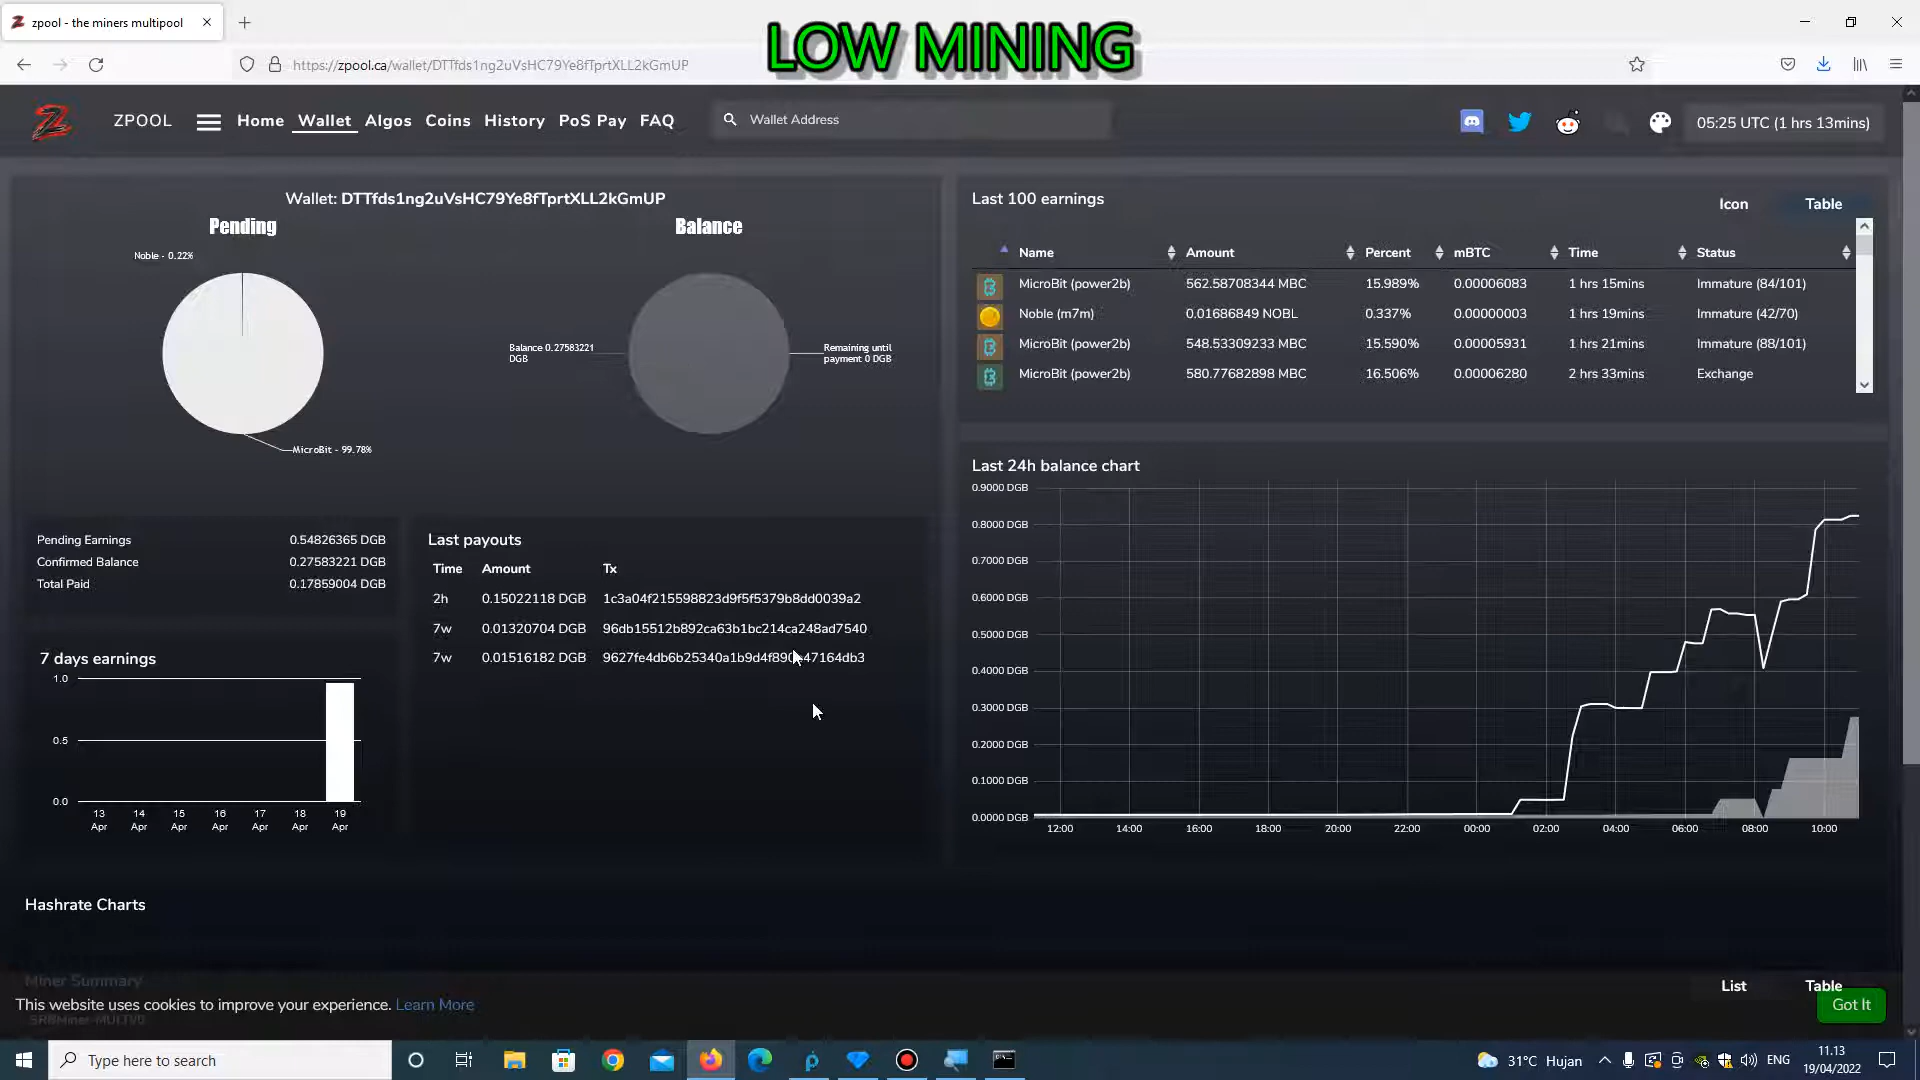 zpool - the miners multipool
LOW MINING
https://zpool.ca/wallet/DTTfds1ng2uVsHC79Ye8fTprtXLL2kGmUP
ZPOOL Home Wallet Algos Coins History PoS Pay FAQ Wallet Address 05:25 UTC (1 hrs 13mins)
Wallet: DTTfds1ng2uVsHC79Ye8fTprtXLL2kGmUP
Pending
Balance
Noble - 0.22%
MicroBit - 99.78%
Balance 0.27583221
DGB
Remaining until
payment 0 DGB
Last 100 earnings
Icon Table
Name Amount Percent mBTC Time Status
MicroBit (power2b) 562.58708344 MBC 15.989% 0.00006083 1 hrs 15mins Immature (84/101)
Noble (m7m) 0.01686849 NOBL 0.337% 0.00000003 1 hrs 19mins Immature (42/70)
MicroBit (power2b) 548.53309233 MBC 15.590% 0.00005931 1 hrs 21mins Immature (88/101)
MicroBit (power2b) 580.77682898 MBC 16.506% 0.00006280 2 hrs 33mins Exchange
Pending Earnings 0.54826365 DGB
Confirmed Balance 0.27583221 DGB
Total Paid 0.17859004 DGB
Last payouts
Time Amount Tx
2h 0.15022118 DGB 1c3a04f215598823d9f5f5379b8dd0039a2
7w 0.01320704 DGB 96db15512b892ca63b1bc214ca248ad7540
7w 0.01516182 DGB
7 days earnings
1.0
0.5
0.0
13 14 15 16 17 18 19
Apr Apr Apr Apr Apr Apr Apr
Last 24h balance chart
0.9000 DGB
0.8000 DGB
0.7000 DGB
0.6000 DGB
0.5000 DGB
0.4000 DGB
0.3000 DGB
0.2000 DGB
0.1000 DGB
0.0000 DGB
12:00 14:00 16:00 18:00 20:00 22:00 00:00 02:00 04:00 06:00 08:00 10:00
Hashrate Charts
Miner Summary
List Table
This website uses cookies to improve your experience. Learn More
Got It
Type here to search
31°C Hujan
ENG
11.13
19/04/2022